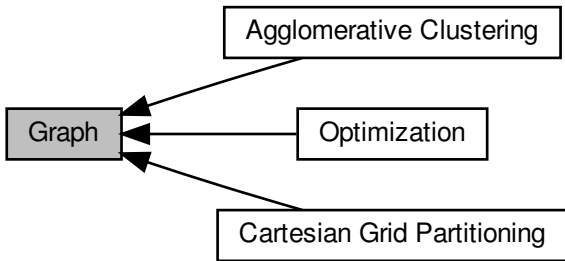 Agglomerative Clustering
Graph
Optimization
Cartesian Grid Partitioning